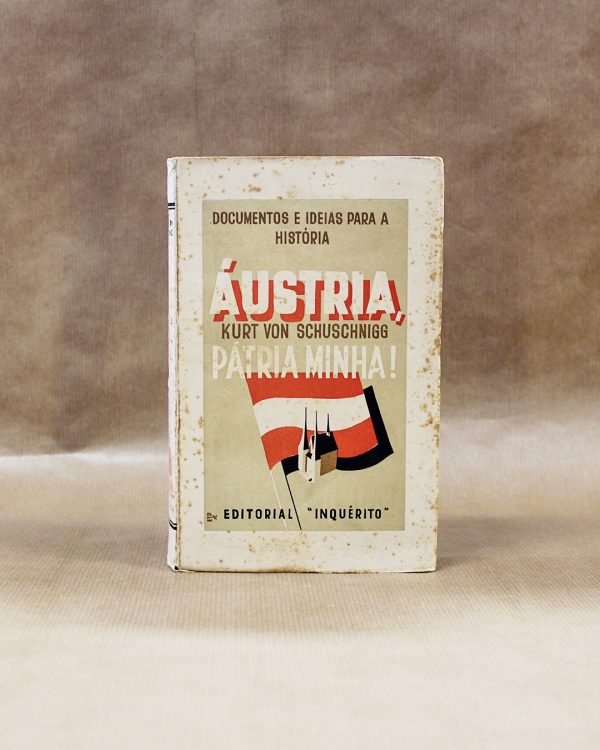 DOCUMENTOS E IDEIAS PARA A
HISTÓRIA
ÁUSTRIA,
KURT VON SCHUSCHNIGG
PÁTRIA MINHA!
EDITORIAL "INQUÉRITO"